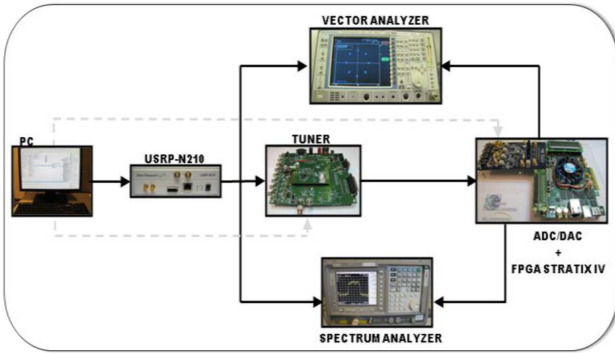 VECTOR ANALYZER
PC
USRP-N210
TUNER
ADC/DAC
+
FPGA STRATIX IV
SPECTRUM ANALYZER